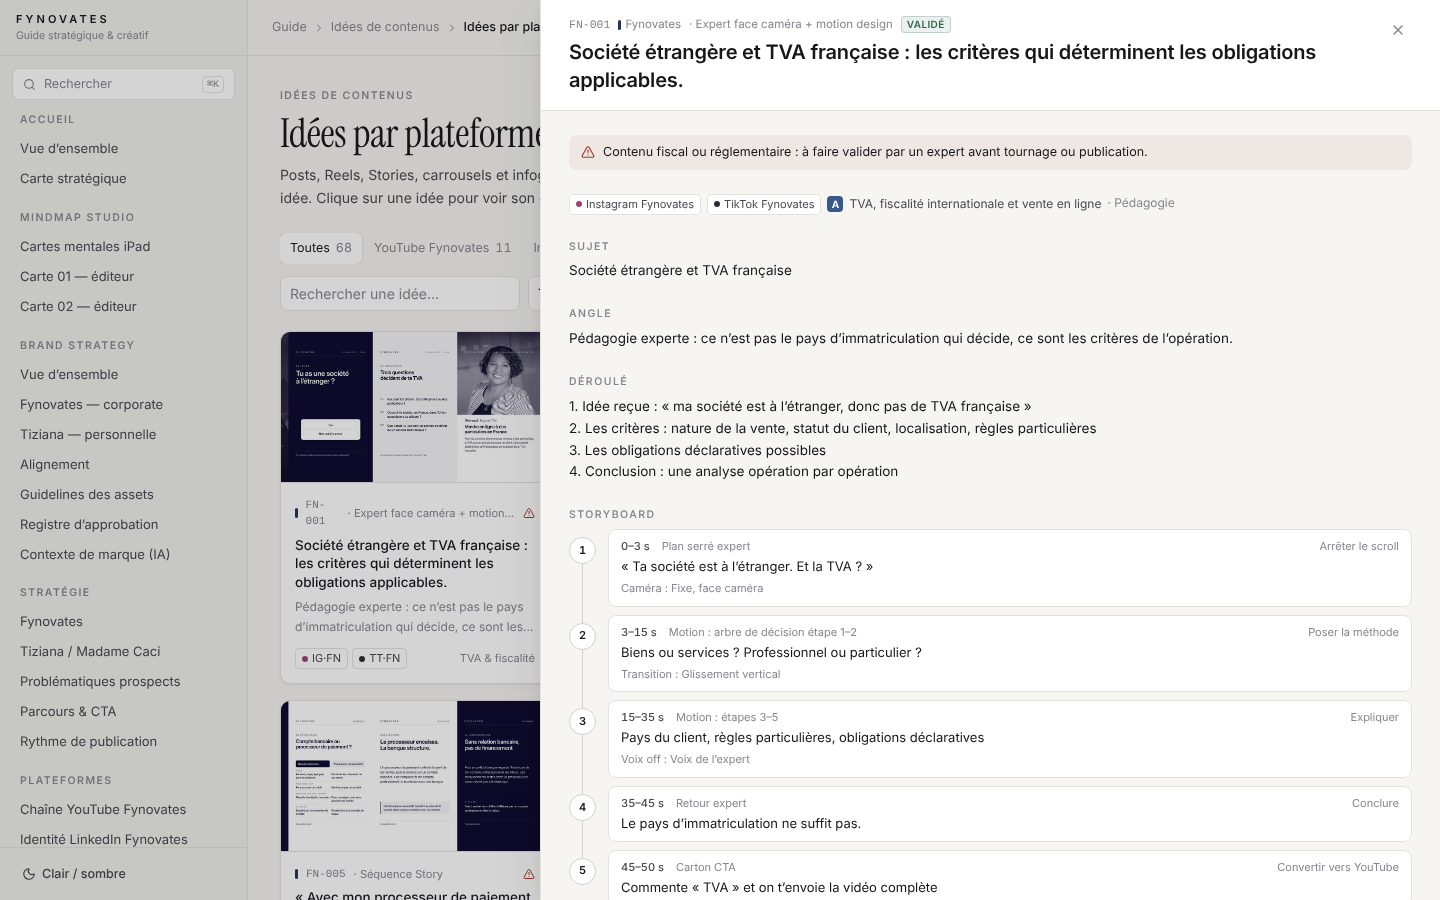 FYNOVATES
Guide stratégique & créatif
Rechercher
⌘K
ACCUEIL
Vue d’ensemble
Carte stratégique
MINDMAP STUDIO
Cartes mentales iPad
Carte 01 — éditeur
Carte 02 — éditeur
BRAND STRATEGY
Vue d’ensemble
Fynovates — corporate
Tiziana — personnelle
Alignement
Guidelines des assets
Registre d’approbation
Contexte de marque (IA)
STRATÉGIE
Fynovates
Tiziana / Madame Caci
Problématiques prospects
Parcours & CTA
Rythme de publication
PLATEFORMES
Chaîne YouTube Fynovates
Identité LinkedIn Fynovates
Clair / sombre
Guide > Idées de contenus > Idées par pla
IDÉES DE CONTENUS
Idées par plateforme
Posts, Reels, Stories, carrousels et infog
idée. Clique sur une idée pour voir son
Toutes 68
YouTube Fynovates 11
Rechercher une idée…
Tu as une société
à l’étranger ?
Trois questions
décident de ta TVA
FN-
001
· Expert face caméra + motion…
Société étrangère et TVA française :
les critères qui déterminent les
obligations applicables.
Pédagogie experte : ce n’est pas le pays
d’immatriculation qui décide, ce sont les…
IG·FN
TT·FN
TVA & fiscalité
Compte bancaire ou
processeur de paiement ?
Le processeur encaisse.
La banque structure.
Sans relation bancaire,
pas de financement
FN-005 · Séquence Story
« Avec mon processeur de paiement
FN-001 Fynovates · Expert face caméra + motion design VALIDÉ
Société étrangère et TVA française : les critères qui déterminent les obligations
applicables.
Contenu fiscal ou réglementaire : à faire valider par un expert avant tournage ou publication.
Instagram Fynovates
TikTok Fynovates
A TVA, fiscalité internationale et vente en ligne · Pédagogie
SUJET
Société étrangère et TVA française
ANGLE
Pédagogie experte : ce n’est pas le pays d’immatriculation qui décide, ce sont les critères de l’opération.
DÉROULÉ
1. Idée reçue : « ma société est à l’étranger, donc pas de TVA française »
2. Les critères : nature de la vente, statut du client, localisation, règles particulières
3. Les obligations déclaratives possibles
4. Conclusion : une analyse opération par opération
STORYBOARD
1
0–3 s Plan serré expert Arrêter le scroll
« Ta société est à l’étranger. Et la TVA ? »
Caméra : Fixe, face caméra
2
3–15 s Motion : arbre de décision étape 1–2 Poser la méthode
Biens ou services ? Professionnel ou particulier ?
Transition : Glissement vertical
3
15–35 s Motion : étapes 3–5 Expliquer
Pays du client, règles particulières, obligations déclaratives
Voix off : Voix de l’expert
4
35–45 s Retour expert Conclure
Le pays d’immatriculation ne suffit pas.
5
45–50 s Carton CTA Convertir vers YouTube
Commente « TVA » et on t’envoie la vidéo complète